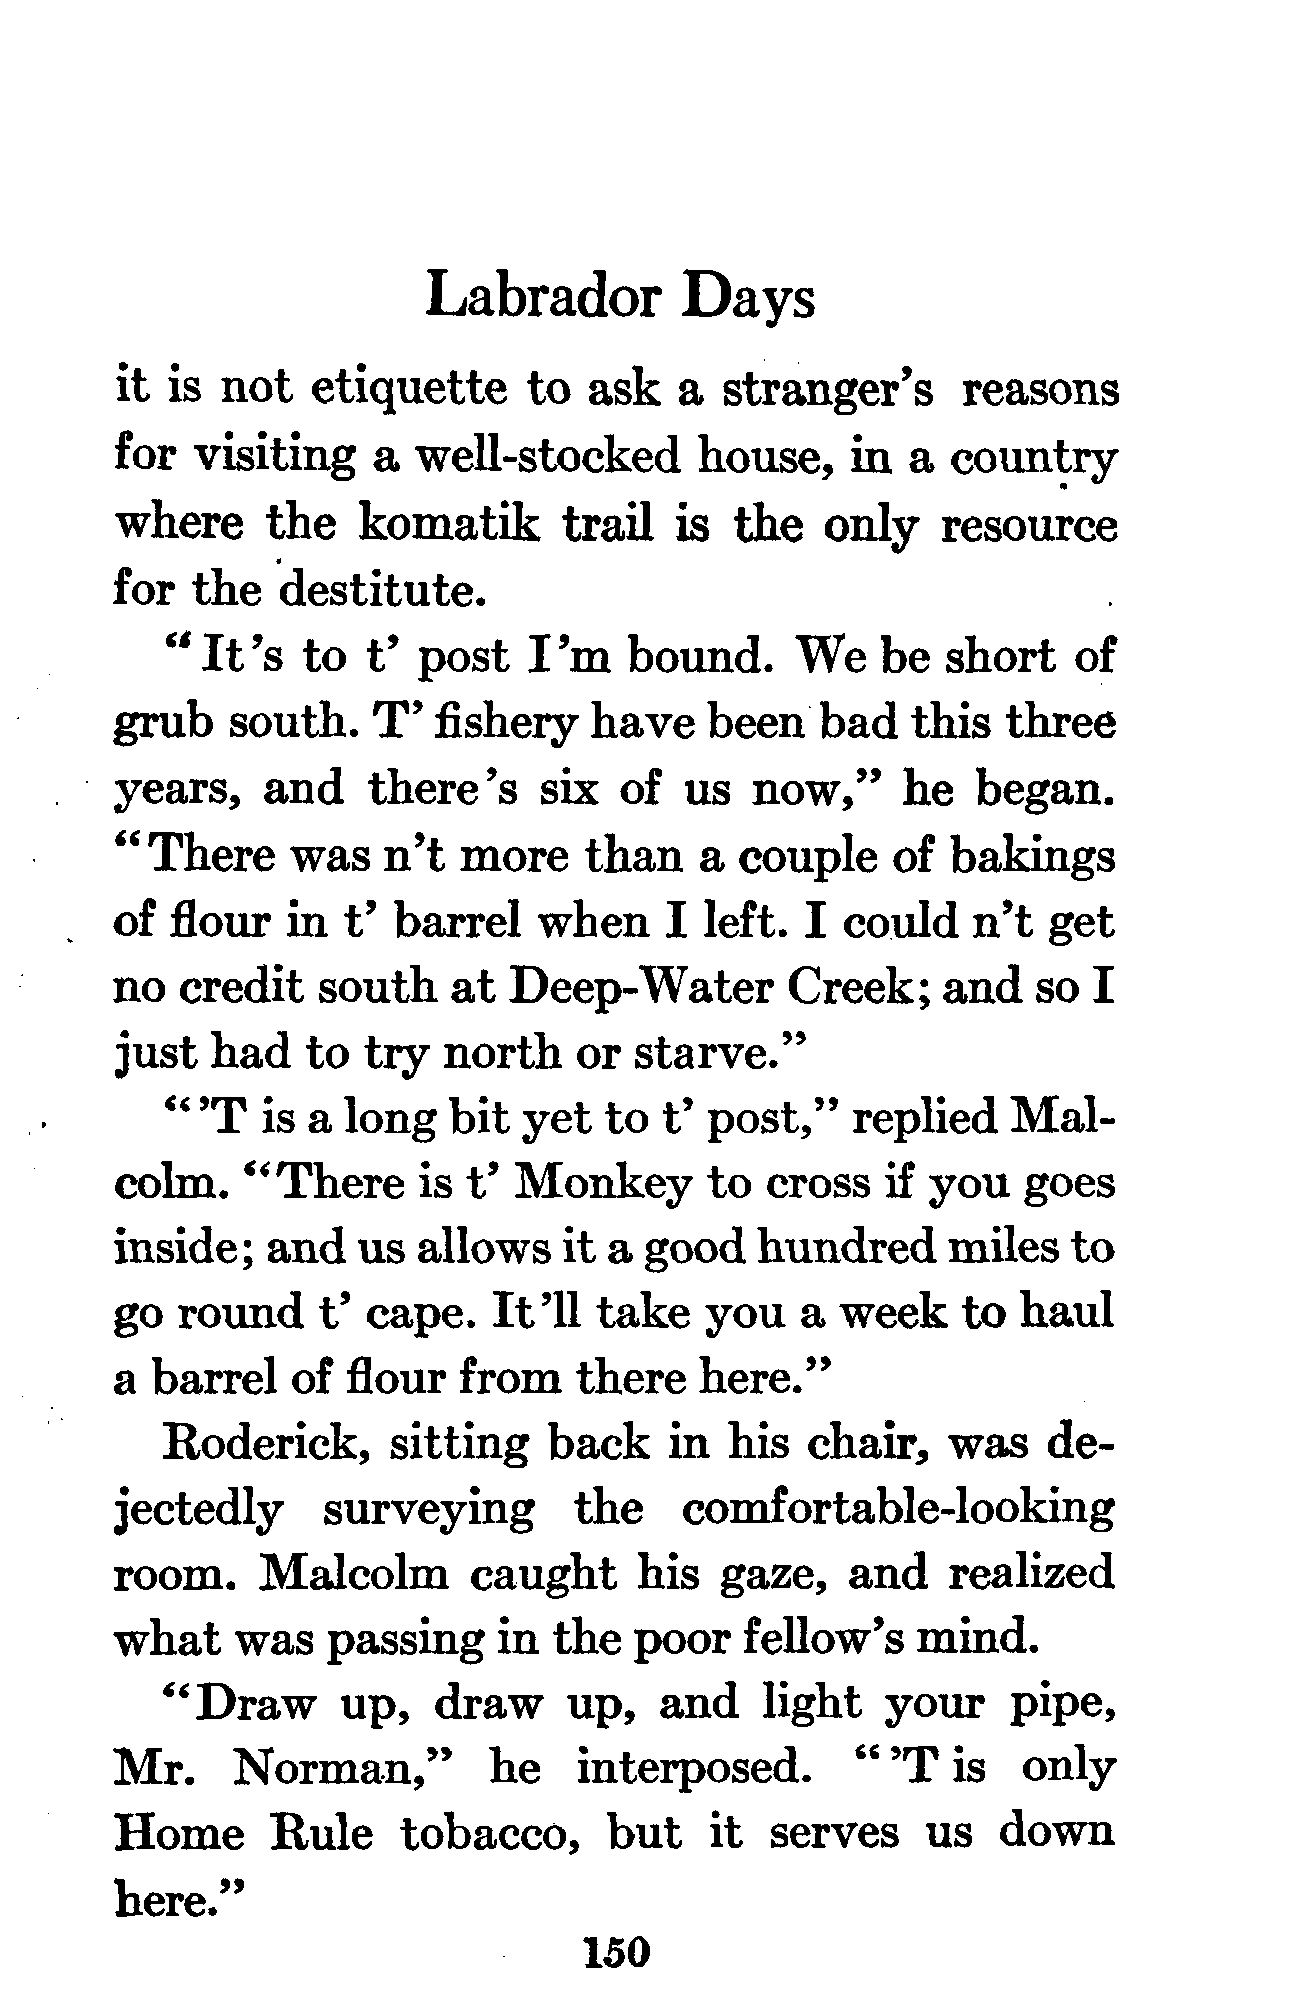 Labrador Days
it is not etiquette to ask a stranger's reasons
for visiting a well-stocked house, in a country
where the komatik trail is the only resource
for the destitute.
"It's to t' post I'm bound. We be short of
grub south. T' fishery have been bad this three
years, and there's six of us now," he began.
"There was n't more than a couple of bakings
of flour in t' barrel when I left. I could n't get
no credit south at Deep-Water Creek; and so I
just had to try north or starve."
"'T is a long bit yet to t' post," replied Mal-
colm. "There is t' Monkey to cross if you goes
inside; and us allows it a good hundred miles to
go round t' cape. It'll take you a week to haul
a barrel of flour from there here."
Roderick, sitting back in his chair, was de-
jectedly surveying the comfortable-looking
room. Malcolm caught his gaze, and realized
what was passing in the poor fellow's mind.
"Draw up, draw up, and light your pipe,
Mr. Norman," he interposed. "'T is only
Home Rule tobacco, but it serves us down
here."
150